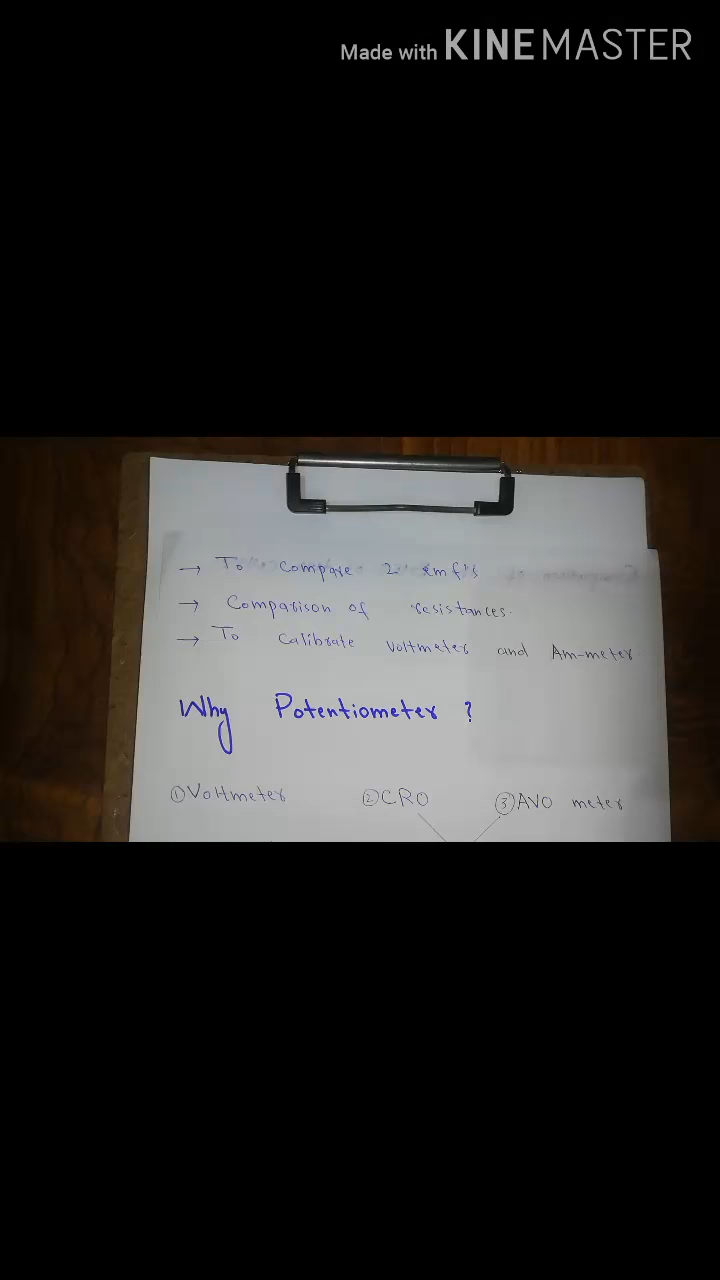 Made with KINEMASTER
→ To compare 2 emf's
→ Comparison of resistances.
→ To Calibrate Voltmeter and Am-meter
Why Potentiometer ?
①Voltmeter ②CRO ③AVO meter